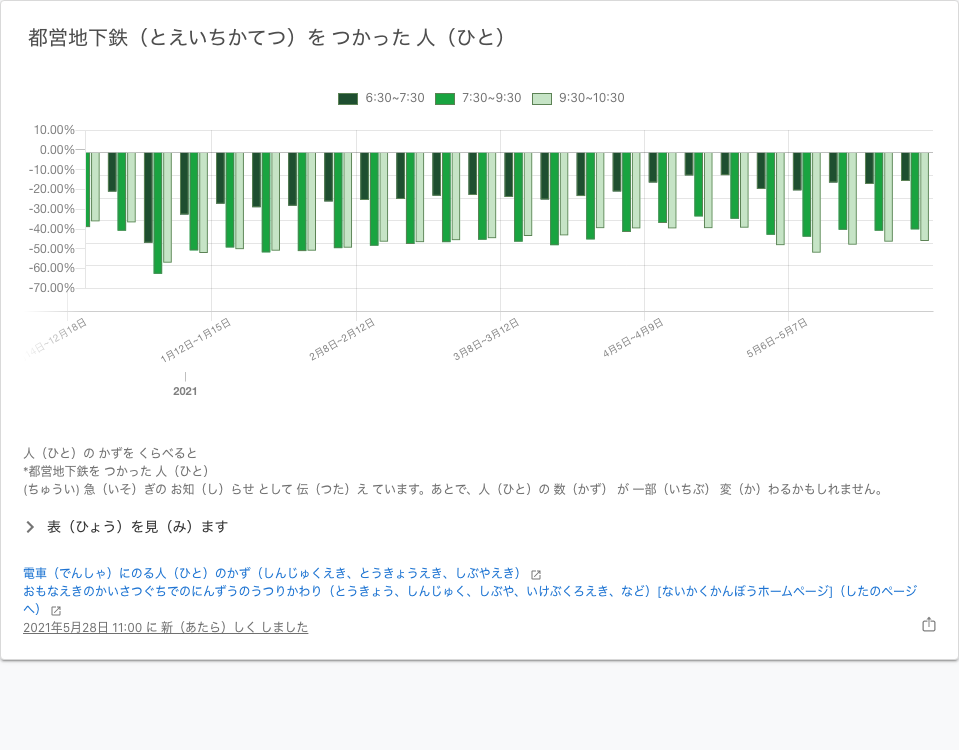 都営地下鉄（とえいちかてつ）を つかった 人（ひと）
6:30~7:30 7:30~9:30 9:30~10:30
10.00%
0.00%
-10.00%
-20.00%
-30.00%
-40.00%
-50.00%
-60.00%
-70.00%
4日~12月18日
1月12日~1月15日
2月8日~2月12日
3月8日~3月12日
4月5日~4月9日
5月6日~5月7日
2021
人（ひと）の かずを くらべると
*都営地下鉄を つかった 人（ひと）
(ちゅうい) 急（いそ）ぎの お知（し）らせ として 伝（つた）え ています。あとで、人（ひと）の 数（かず） が 一部（いちぶ） 変（か）わるかもしれません。
表（ひょう）を見（み）ます
電車（でんしゃ）にのる人（ひと）のかず（しんじゅくえき、とうきょうえき、しぶやえき）
おもなえきのかいさつぐちでのにんずうのうつりかわり（とうきょう、しんじゅく、しぶや、いけぶくろえき、など）[ないかくかんぼうホームページ]（したのページ
へ）
2021年5月28日 11:00 に 新（あたら）しく しました